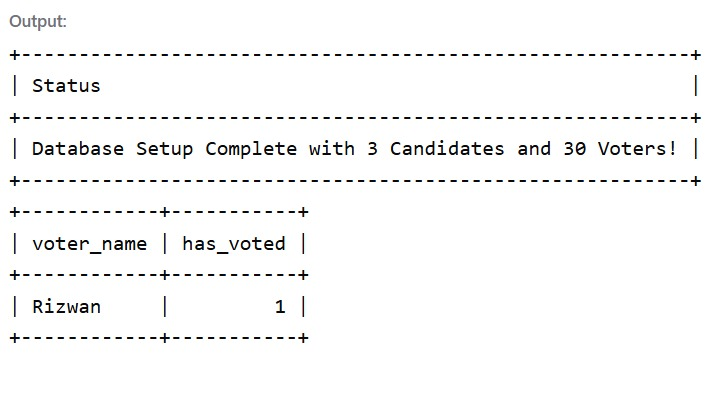 Output:
+----------------------------------------------------------+
| Status                                                   |
+----------------------------------------------------------+
| Database Setup Complete with 3 Candidates and 30 Voters! |
+----------------------------------------------------------+
+------------+-----------+
| voter_name | has_voted |
+------------+-----------+
| Rizwan     |         1 |
+------------+-----------+